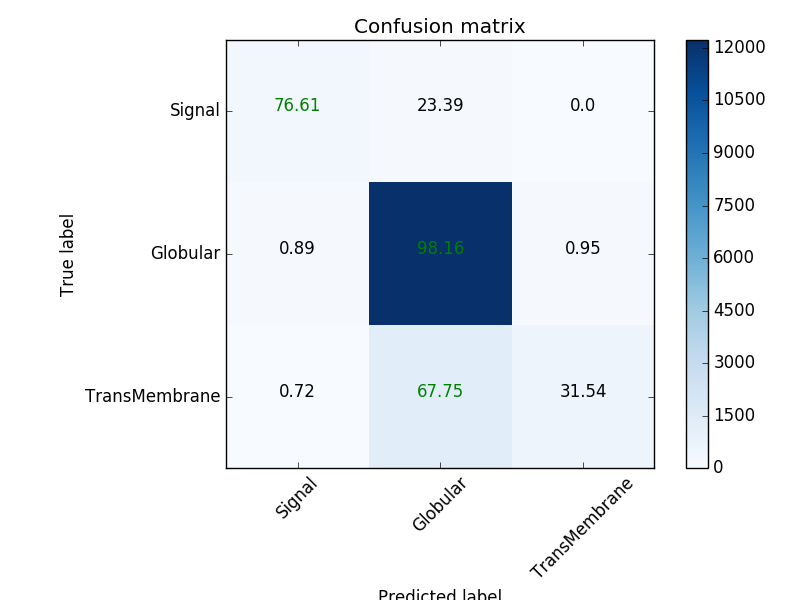 Confusion matrix
Signal
76.61
23.39
0.0
Globular
0.89
98.16
0.95
TransMembrane
0.72
67.75
31.54
True label
Signal
Globular
TransMembrane
Predicted label
12000
10500
9000
7500
6000
4500
3000
1500
0